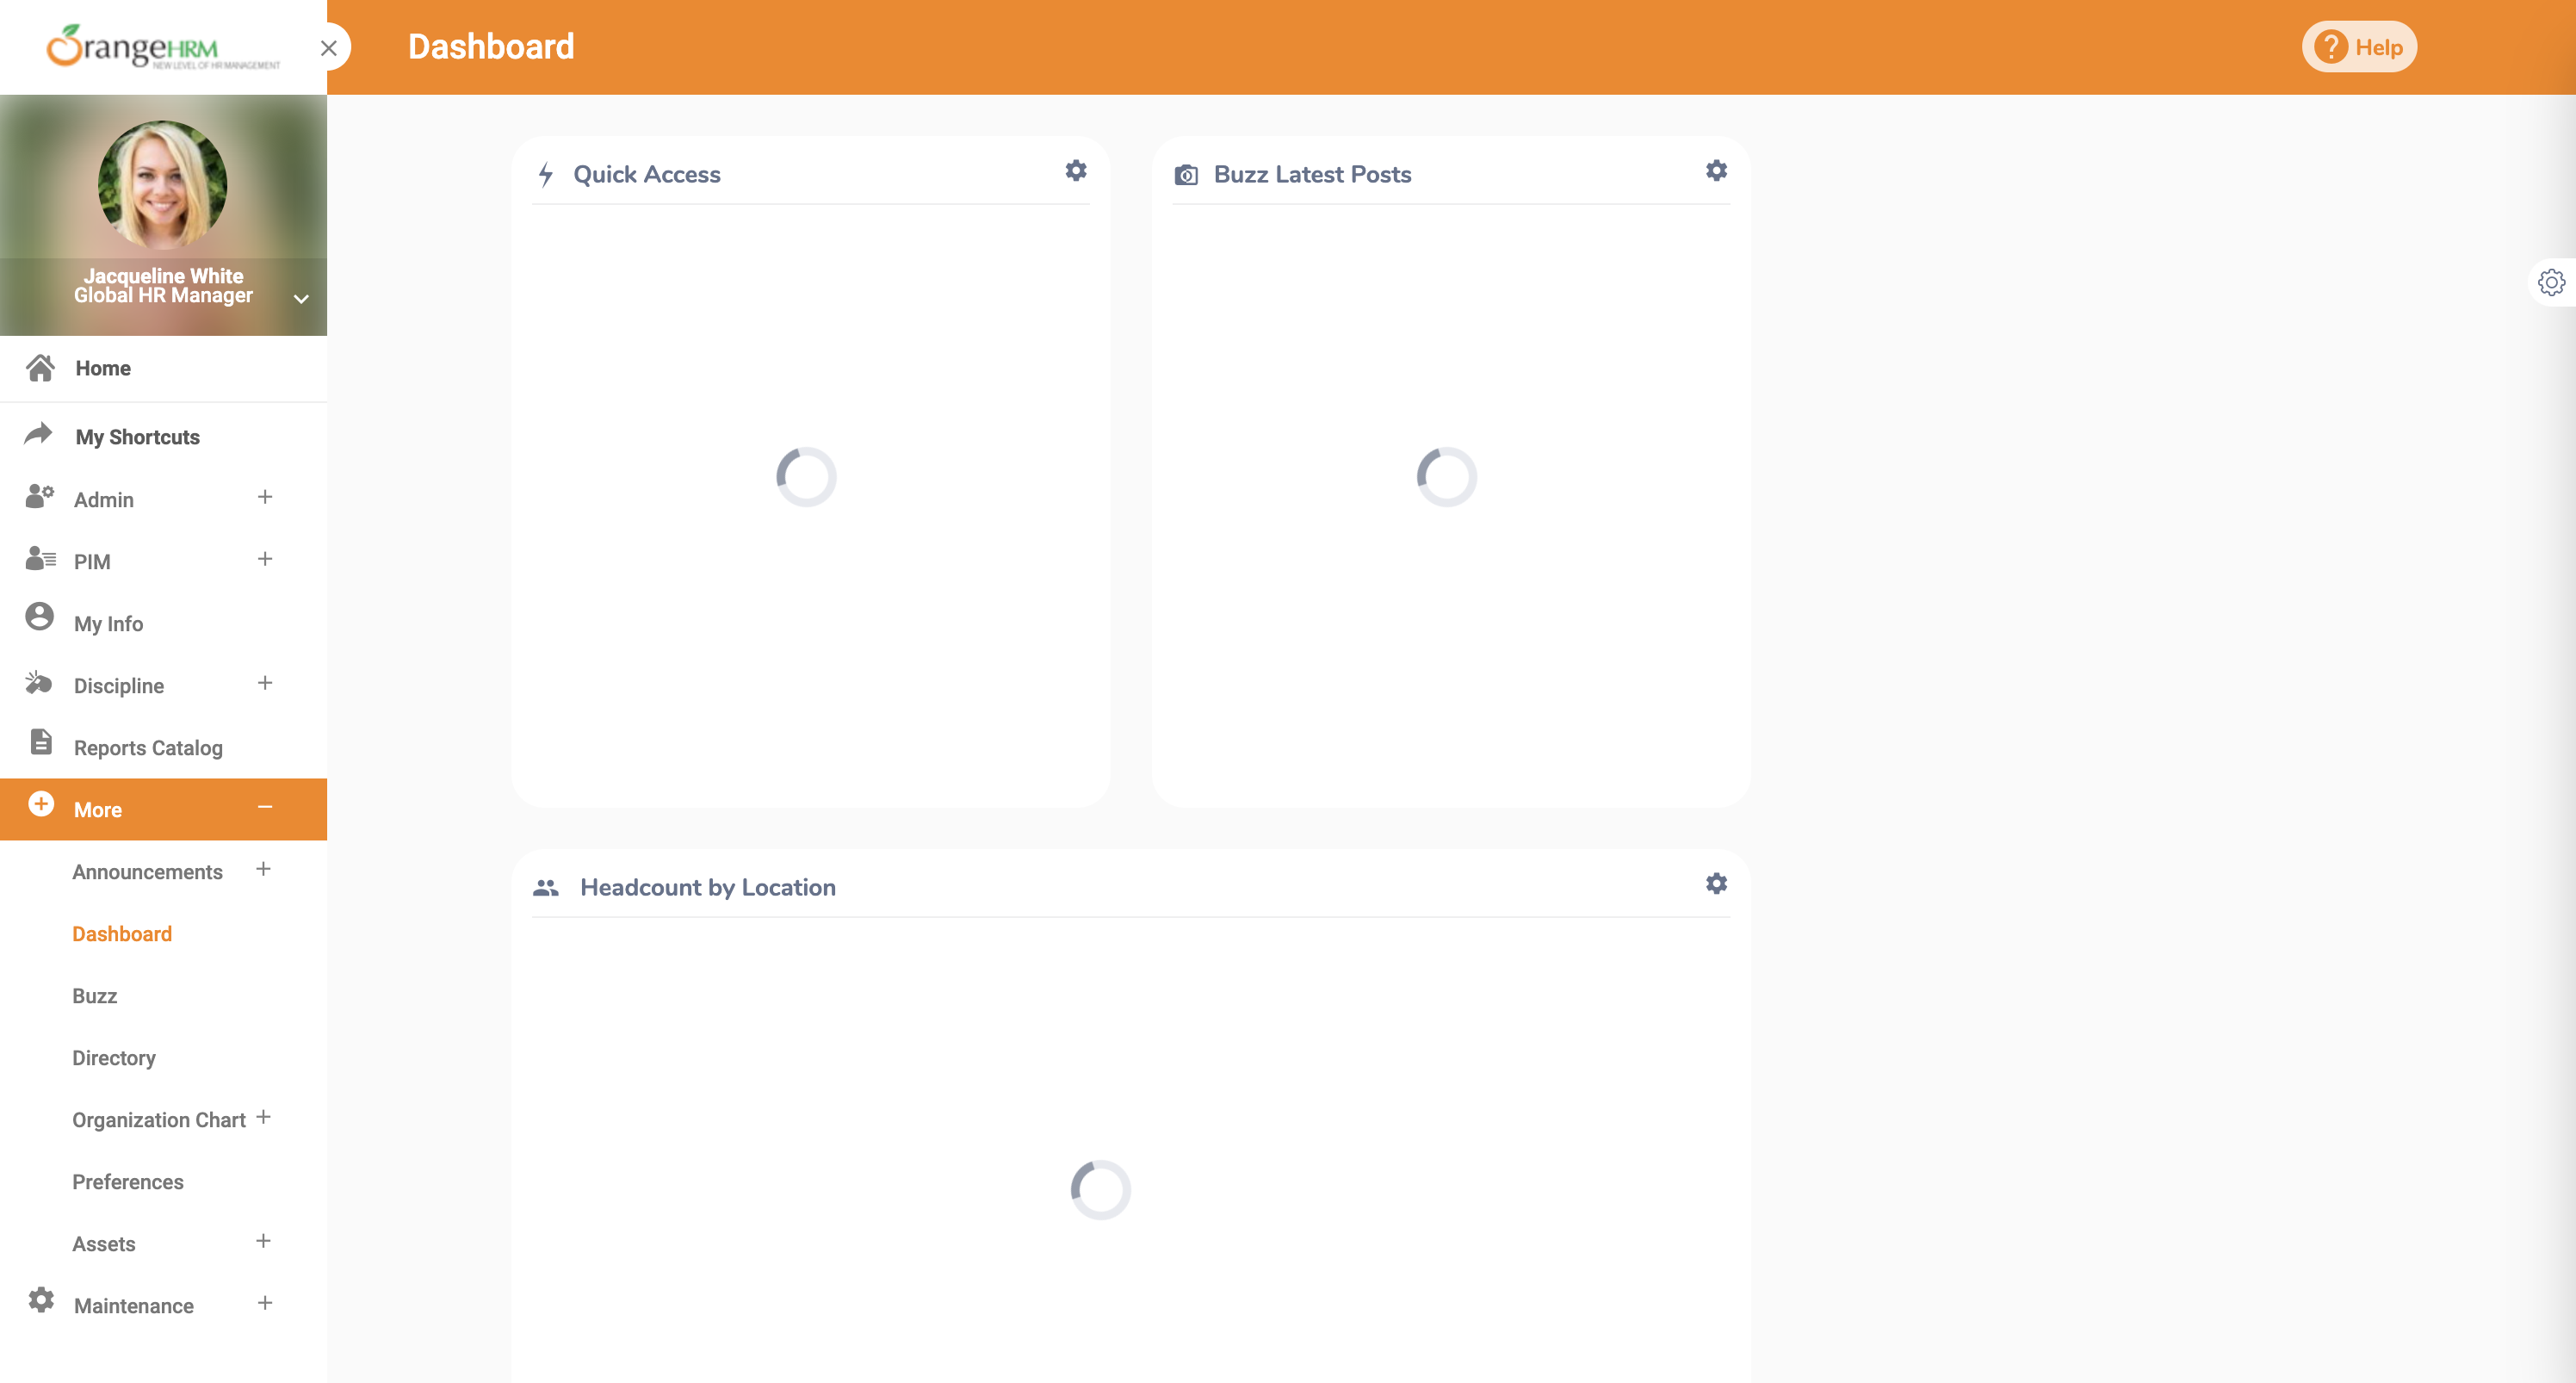 OrangeHRM
NEW LEVEL OF HR MANAGEMENT
Dashboard
Help
Jacqueline White
Global HR Manager
Home
My Shortcuts
Admin
PIM
My Info
Discipline
Reports Catalog
More
Announcements
Dashboard
Buzz
Directory
Organization Chart
Preferences
Assets
Maintenance
Quick Access
Buzz Latest Posts
Headcount by Location